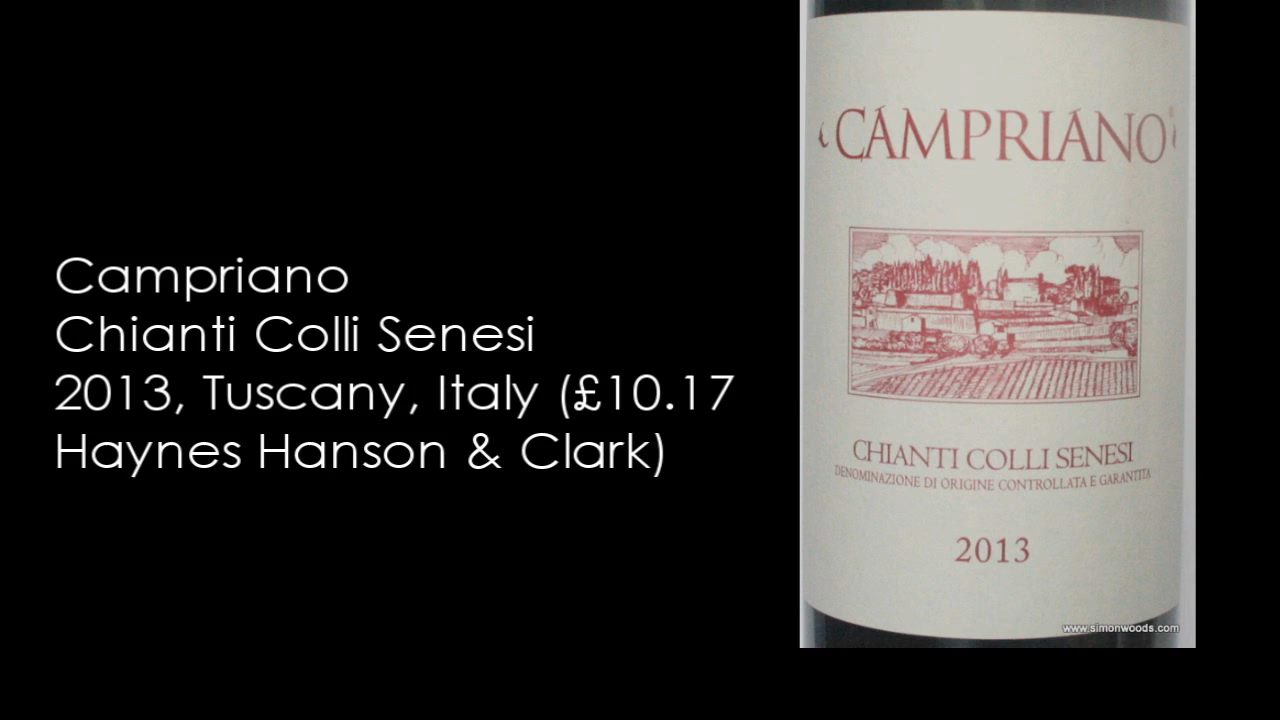 Campriano
Chianti Colli Senesi
2013, Tuscany, Italy (£10.17
Haynes Hanson & Clark)
CAMPRIANO
CHIANTI COLLI SENESI
DENOMINAZIONE DI ORIGINE CONTROLLATA E GARANTITA
2013
www.simonwoods.com